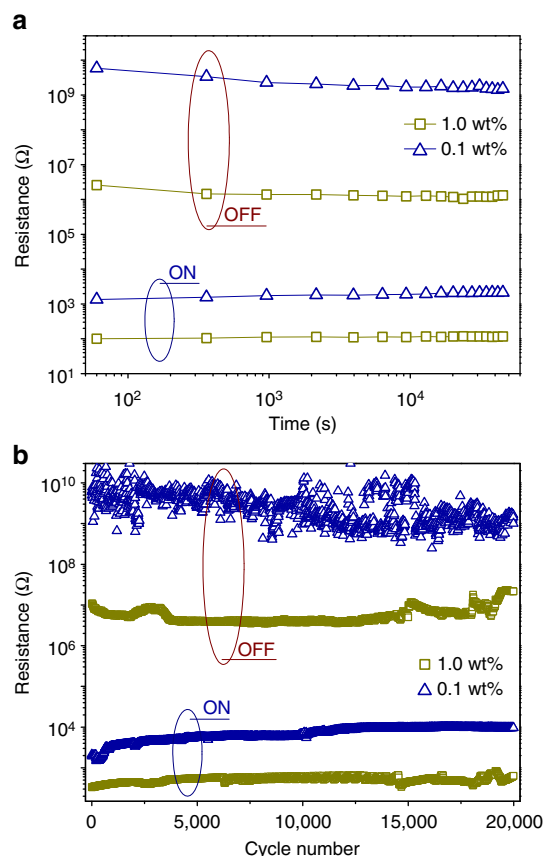 a
Resistance (Ω)
10⁹
10⁷
10⁵
10³
10¹
1.0 wt%
0.1 wt%
OFF
ON
10² 10³ 10⁴
Time (s)
b
Resistance (Ω)
10¹⁰
10⁸
10⁶
10⁴
OFF
1.0 wt%
0.1 wt%
ON
0 5,000 10,000 15,000 20,000
Cycle number